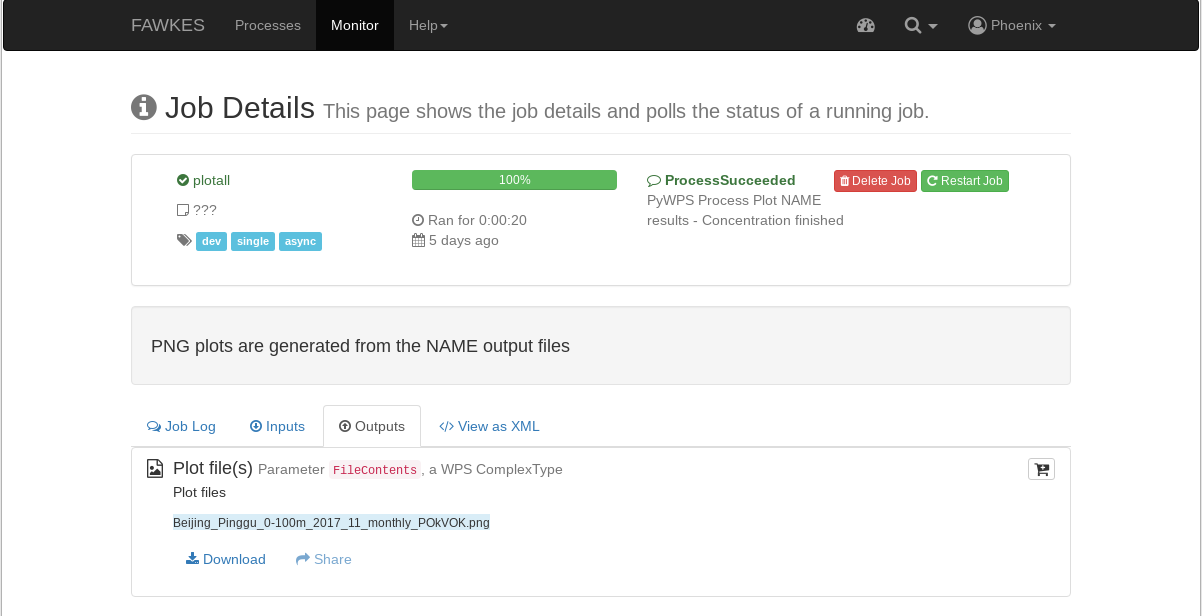 FAWKES Processes Monitor Help Phoenix
Job Details This page shows the job details and polls the status of a running job.
plotall
???
dev single async
100%
Ran for 0:00:20
5 days ago
ProcessSucceeded
PyWPS Process Plot NAME
results - Concentration finished
Delete Job Restart Job
PNG plots are generated from the NAME output files
Job Log Inputs Outputs </> View as XML
Plot file(s) Parameter FileContents, a WPS ComplexType
Plot files
Beijing_Pinggu_0-100m_2017_11_monthly_POkVOK.png
Download Share